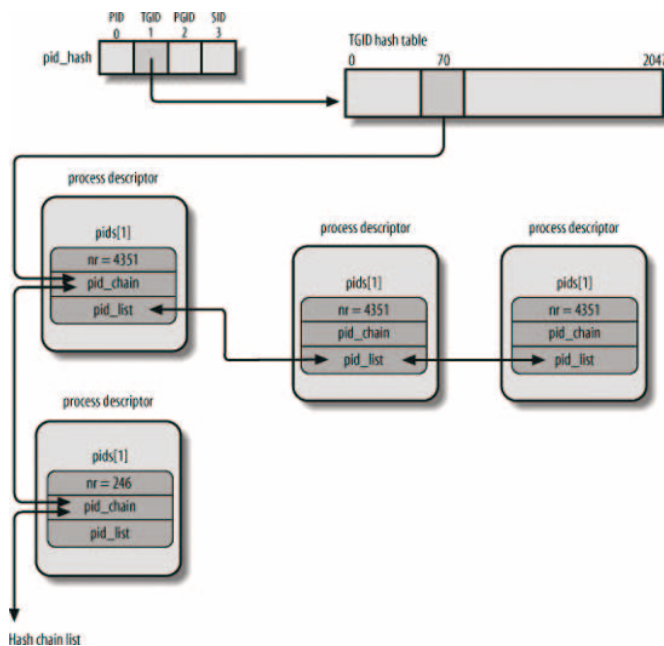 PID TGID PGID SID
0 1 2 3
pid_hash
TGID hash table
0 70 2047
process descriptor
pids[1]
nr = 4351
pid_chain
pid_list
process descriptor
pids[1]
nr = 4351
pid_chain
pid_list
process descriptor
pids[1]
nr = 4351
pid_chain
pid_list
process descriptor
pids[1]
nr = 246
pid_chain
pid_list
Hash chain list